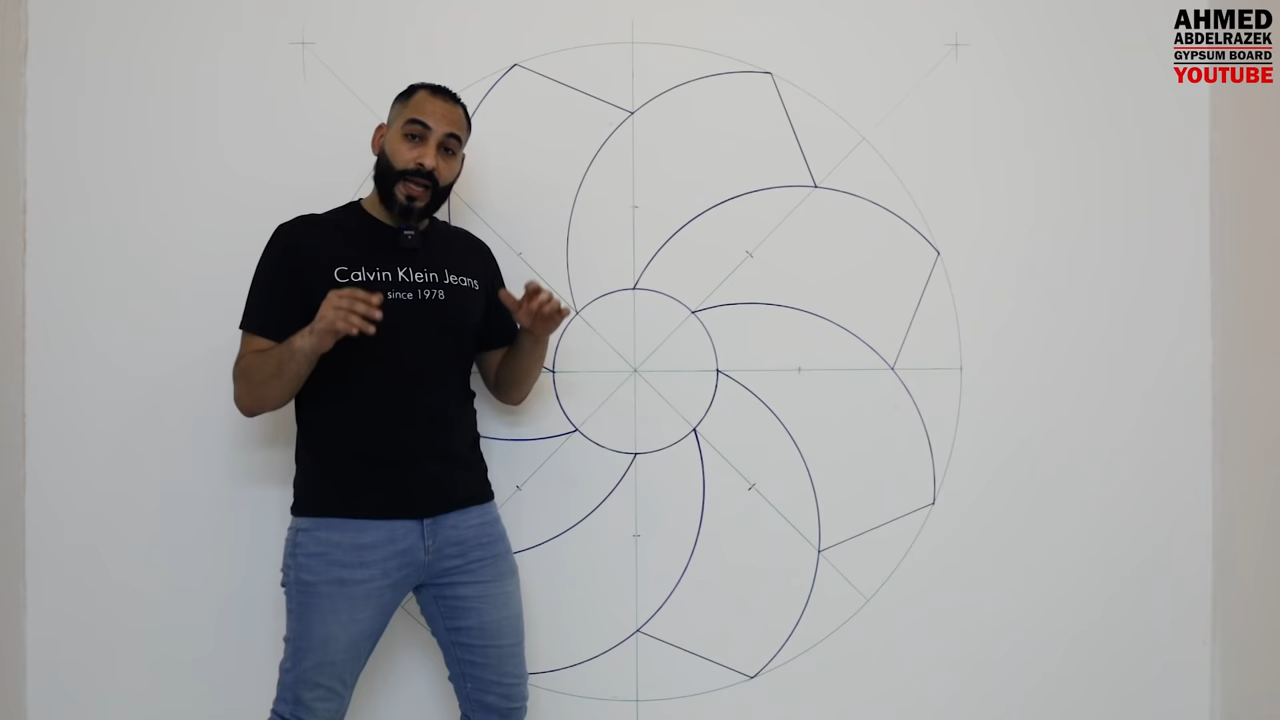 AHMED
ABDELRAZEK
GYPSUM BOARD
YOUTUBE
Calvin Klein Jeans
since 1978